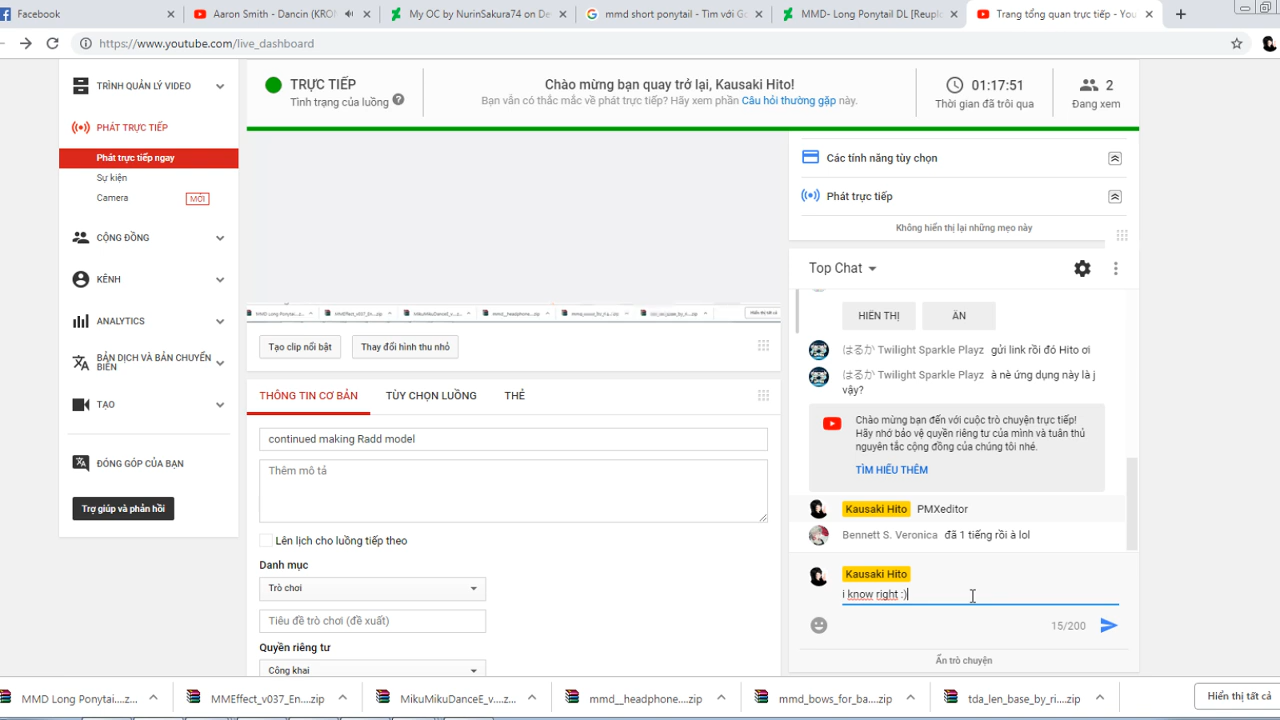 Facebook
Aaron Smith - Dancin (KRON
My OC by NurinSakura74 on De
mmd short ponytail - Tìm với Go
MMD- Long Ponytail DL [Reuplo
Trang tổng quan trực tiếp - You
https://www.youtube.com/live_dashboard
TRÌNH QUẢN LÝ VIDEO
PHÁT TRỰC TIẾP
Phát trực tiếp ngay
Sự kiện
Camera
MỚI
CỘNG ĐỒNG
KÊNH
ANALYTICS
BẢN DỊCH VÀ BẢN CHUYỂN
BIÊN
TẠO
ĐÓNG GÓP CỦA BẠN
Trợ giúp và phản hồi
TRỰC TIẾP
Tình trạng của luồng
Chào mừng bạn quay trở lại, Kausaki Hito!
Bạn vẫn có thắc mắc về phát trực tiếp? Hãy xem phần Câu hỏi thường gặp này.
01:17:51
Thời gian đã trôi qua
2
Đang xem
Tạo clip nổi bật
Thay đổi hình thu nhỏ
THÔNG TIN CƠ BẢN
TÙY CHỌN LUỒNG
THẺ
continued making Radd model
Thêm mô tả
Lên lịch cho luồng tiếp theo
Danh mục
Trò chơi
Tiêu đề trò chơi (đề xuất)
Quyền riêng tư
Công khai
Các tính năng tùy chọn
Phát trực tiếp
Không hiển thị lại những mẹo này
Top Chat
HIỂN THỊ
ẨN
はるか Twilight Sparkle Playz gửi link rồi đó Hito ơi
はるか Twilight Sparkle Playz à nè ứng dụng này là j
vậy?
Chào mừng bạn đến với cuộc trò chuyện trực tiếp!
Hãy nhớ bảo vệ quyền riêng tư của mình và tuân thủ
nguyên tắc cộng đồng của chúng tôi nhé.
TÌM HIỂU THÊM
Kausaki Hito PMXeditor
Bennett S. Veronica đã 1 tiếng rồi à lol
Kausaki Hito
i know right :)
15/200
Ẩn trò chuyện
MMD Long Ponytai....z...
MMEffect_v037_En....zip
MikuMikuDanceE_v....z...
mmd__headphone....zip
mmd_bows_for_ba....zip
tda_len_base_by_ri....zip
Hiển thị tất cả